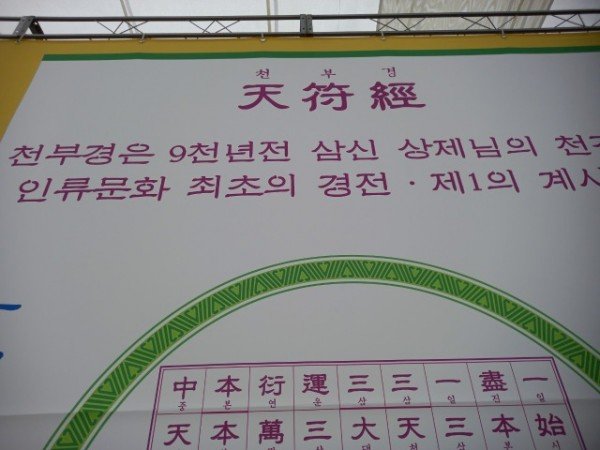 천부경
天符經
천부경은 9천년전 삼신 상제님의
인류문화 최초의 경전 · 제1의
中本衍運三三一盡一
중본연운삼삼일진일
天本萬三大天三本始